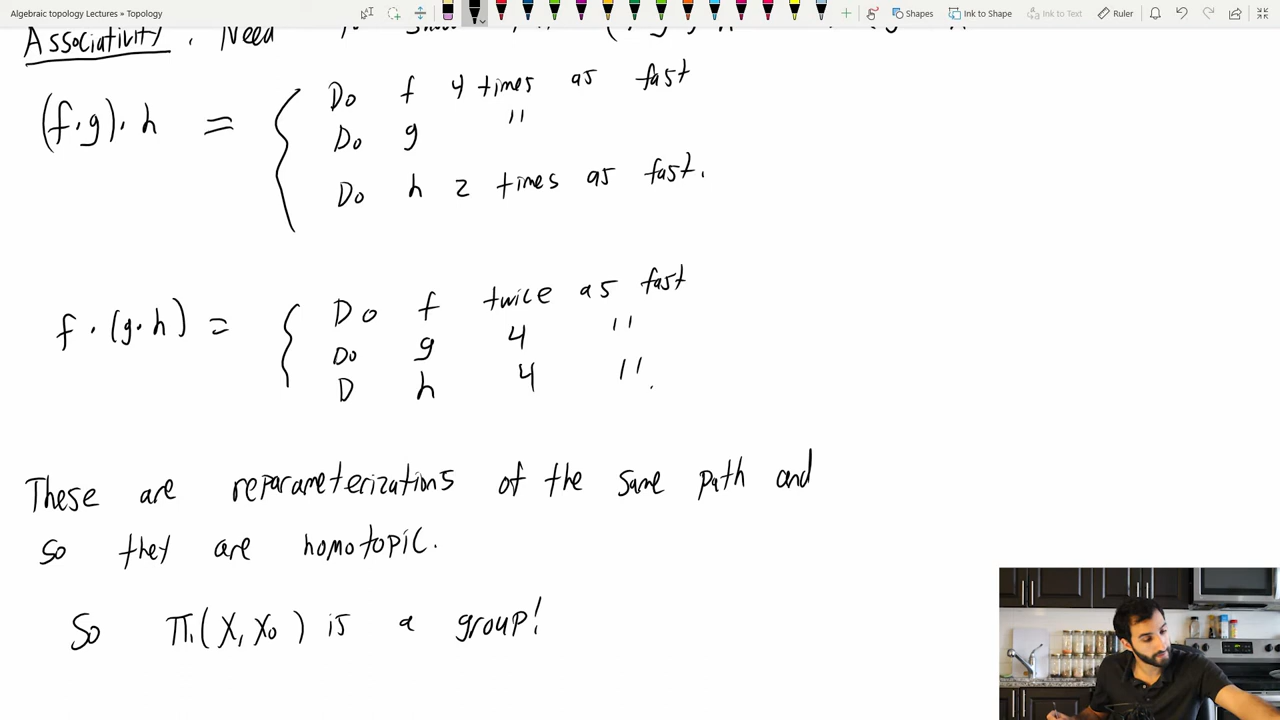 Algebraic topology Lectures » Topology
Shapes Ink to Shape Ink to Text Ruler
Associativity. Need
(f·g)·h = { Do f 4 times as fast
Do g "
Do h 2 times as fast.
f·(g·h) = { Do f twice as fast
Do g 4 "
D h 4 ".
These are reparameterizations of the same path and
so they are homotopic.
So π₁(X, x₀) is a group!